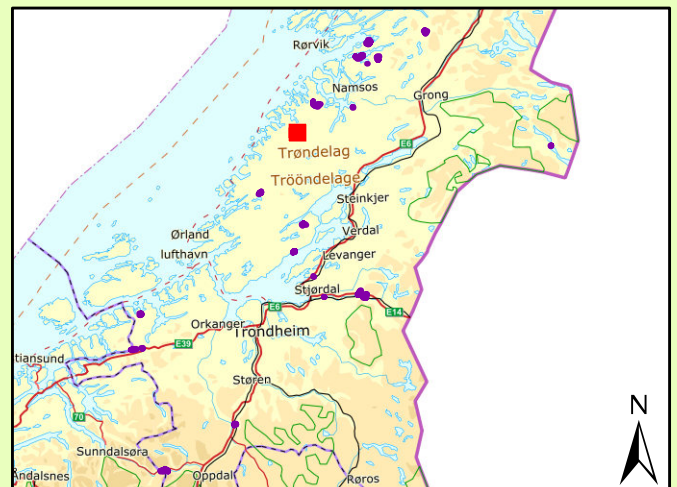 Rørvik
Namsos
Grong
Trøndelag
E6
Tröондelage
Steinkjer
Ørland
lufthavn
Verdal
Levanger
Stjørdal
E6
E14
Orkanger
Trondheim
tiansund
E39
Støren
70
N
Sunndalsøra
Åndalsnes
Oppdal
Røros